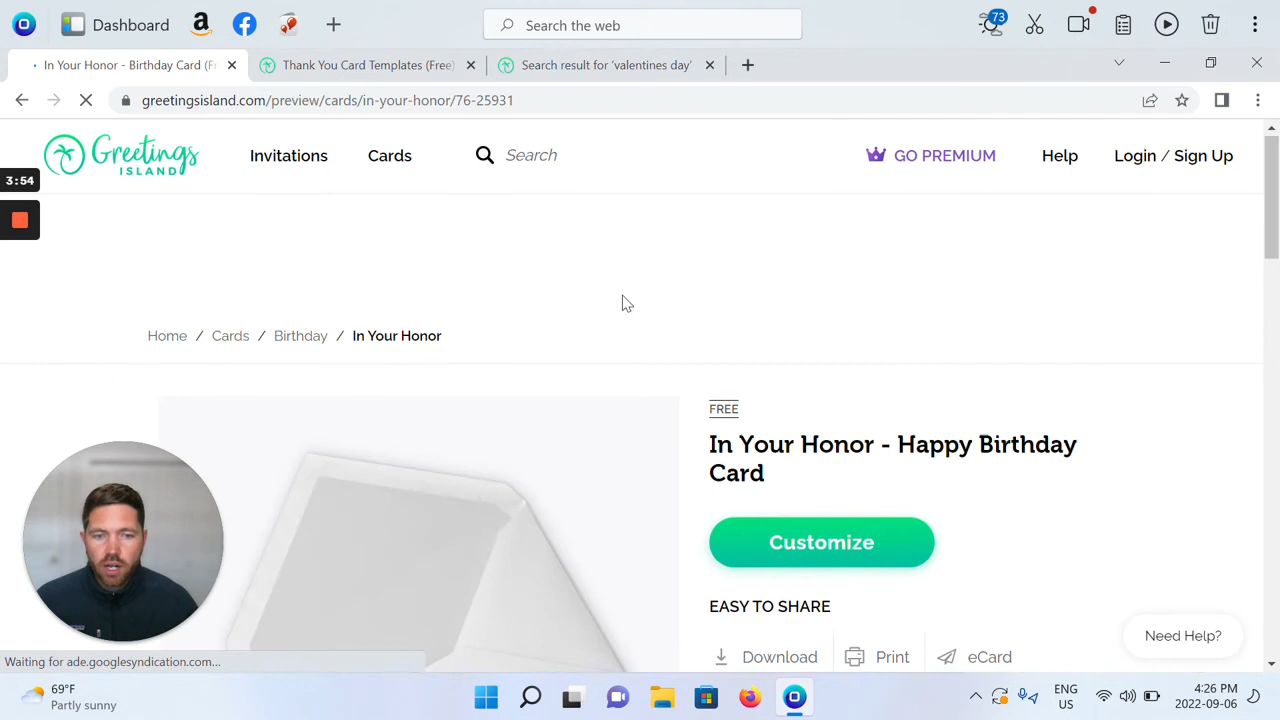 Dashboard
Search the web
73
In Your Honor - Birthday Card (F
Thank You Card Templates (Free)
Search result for 'valentines day'
greetingsisland.com/preview/cards/in-your-honor/76-25931
Greetings
ISLAND
Invitations
Cards
Search
GO PREMIUM
Help
Login / Sign Up
3:54
Home / Cards / Birthday / In Your Honor
FREE
In Your Honor - Happy Birthday
Card
Customize
EASY TO SHARE
Download
Print
eCard
Need Help?
Waiting for ade.googlesyndication.com...
69°F
Partly sunny
ENG
US
4:26 PM
2022-09-06